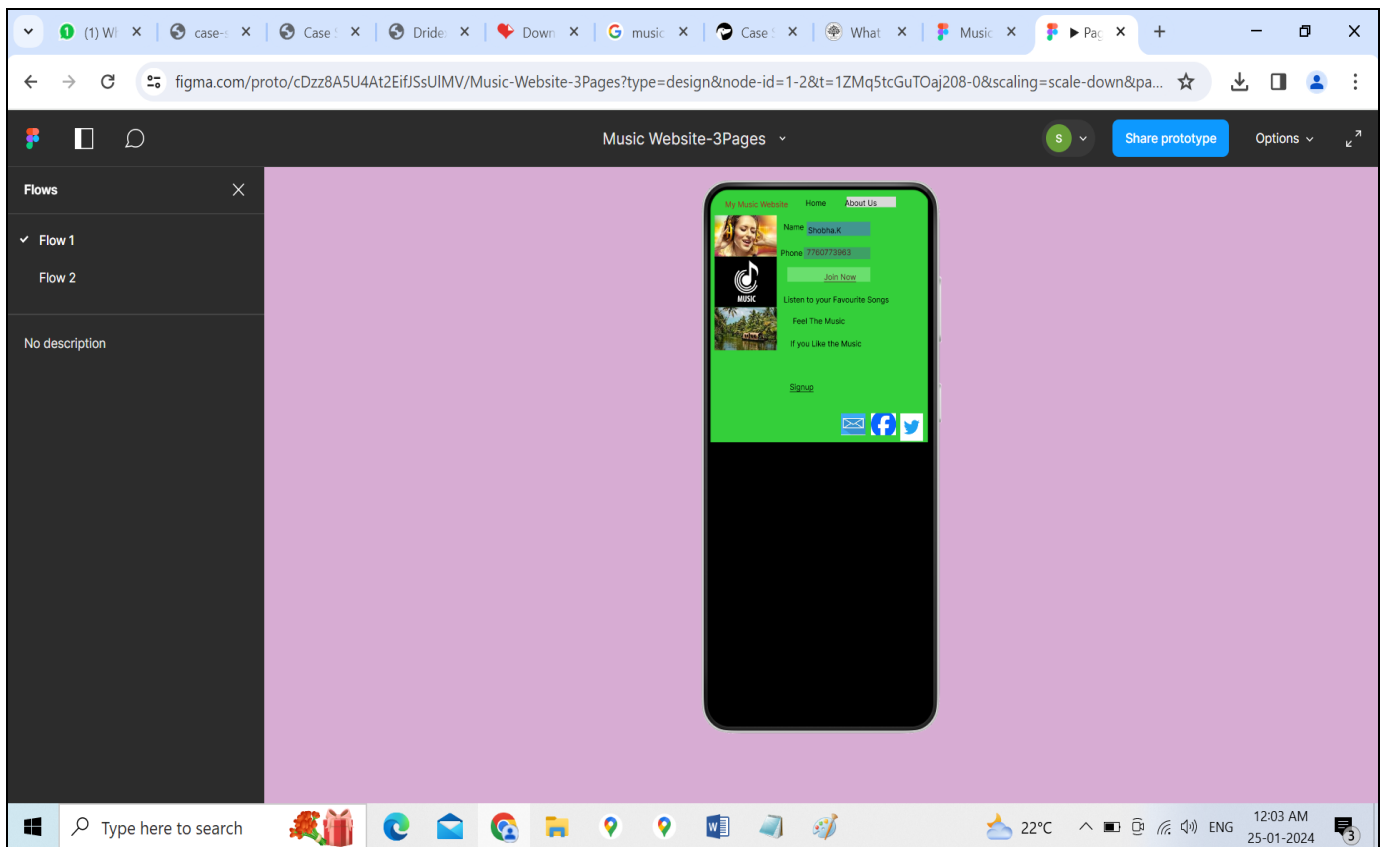 (1) Wh
case-s
Case S
Dride
Down
music
Case S
What
Music
Pag
figma.com/proto/cDzz8A5U4At2EifJSsUlMV/Music-Website-3Pages?type=design&node-id=1-2&t=1ZMq5tcGuTOaj208-0&scaling=scale-down&pa...
Music Website-3Pages
S
Share prototype
Options
Flows
Flow 1
Flow 2
No description
My Music Website Home About Us
Name Shobha.K
Phone 7760773963
Join Now
MUSIC
Listen to your Favourite Songs
Feel The Music
If you Like the Music
Signup
Type here to search
22°C
ENG
12:03 AM
25-01-2024
3